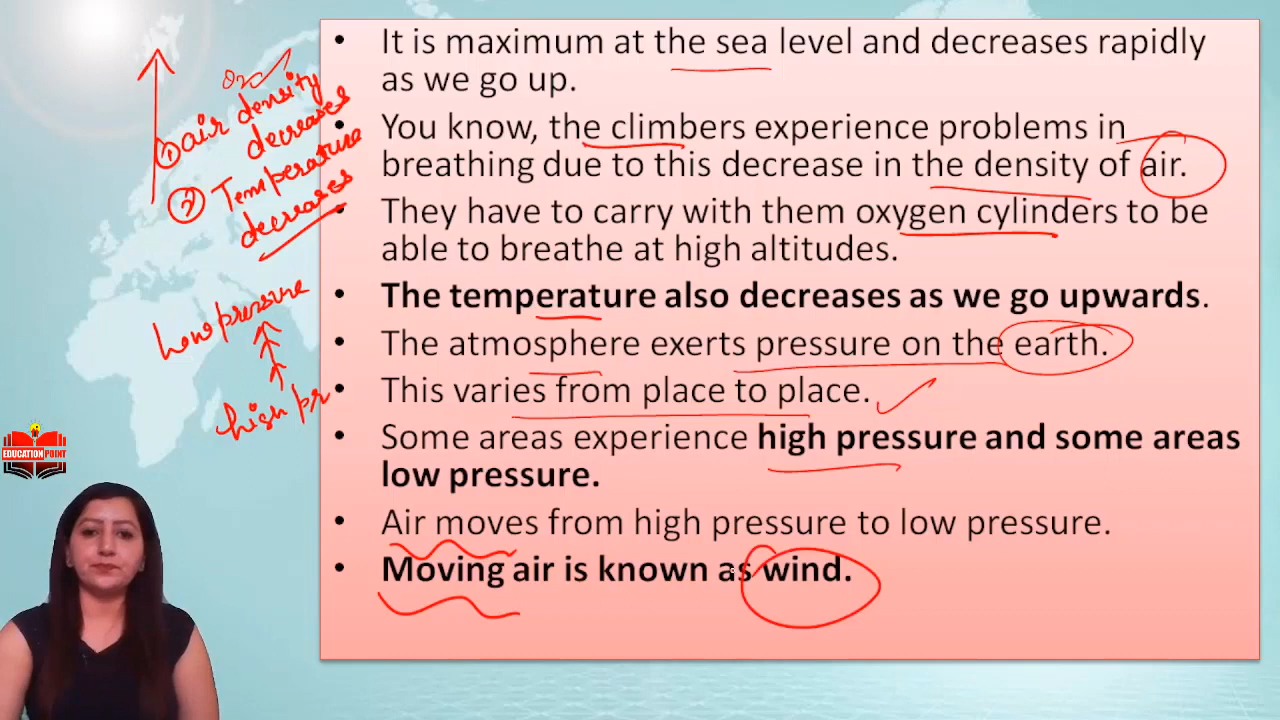 • It is maximum at the sea level and decreases rapidly
as we go up.
• You know, the climbers experience problems in
breathing due to this decrease in the density of air.
• They have to carry with them oxygen cylinders to be
able to breathe at high altitudes.
• The temperature also decreases as we go upwards.
• The atmosphere exerts pressure on the earth.
• This varies from place to place.
• Some areas experience high pressure and some areas
low pressure.
• Air moves from high pressure to low pressure.
• Moving air is known as wind.
① air density
decreases
② Temperature
decreases
low pressure
high pr
EDUCATION POINT